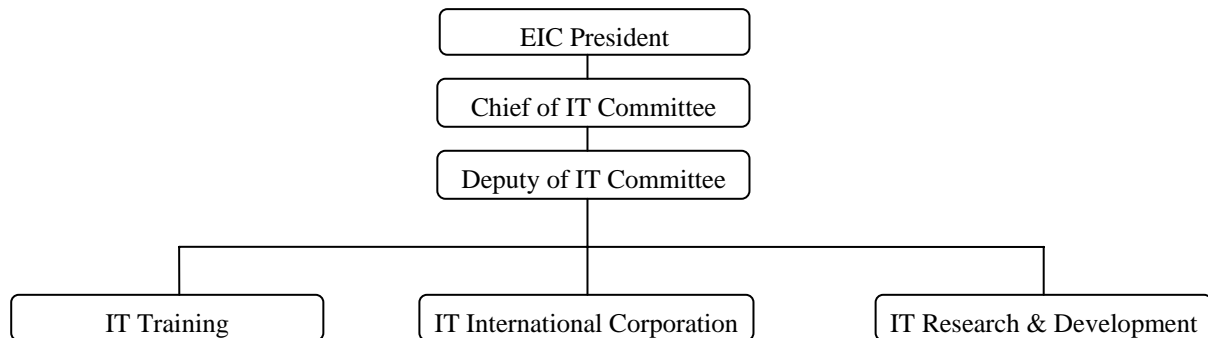 EIC President
Chief of IT Committee
Deputy of IT Committee
IT Training
IT International Corporation
IT Research & Development